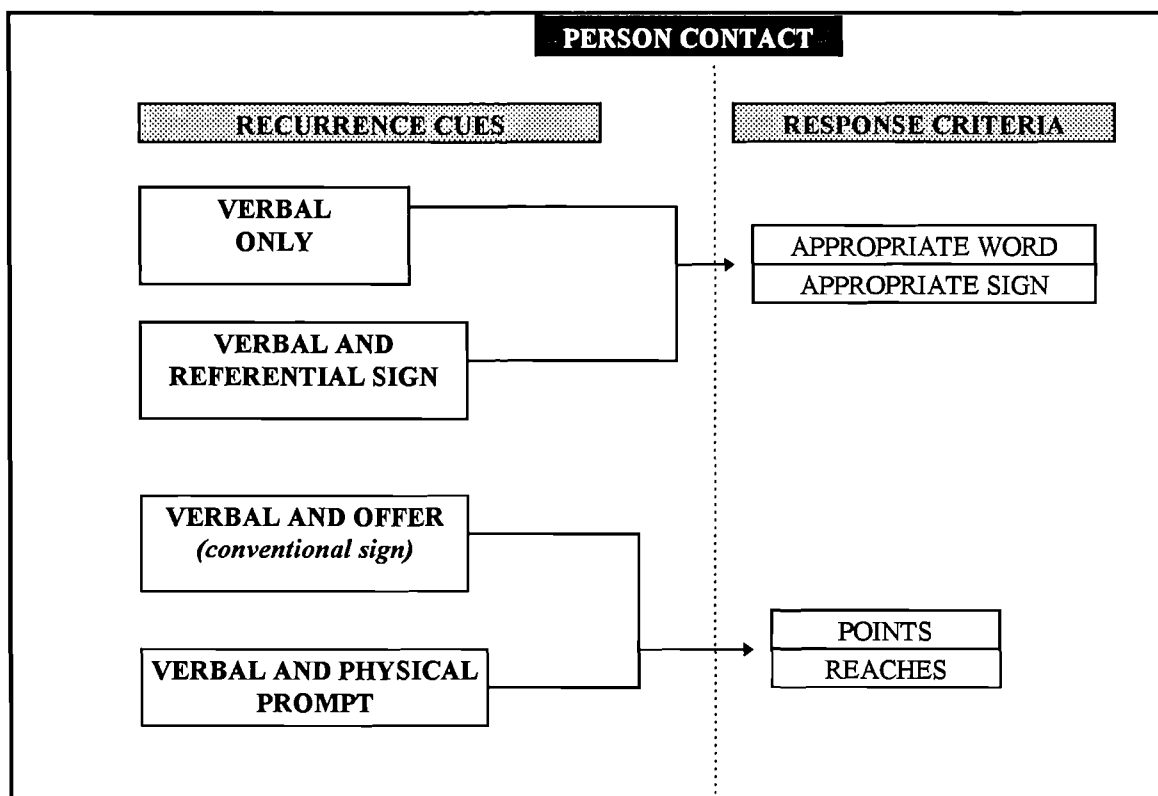 PERSON CONTACT
RECURRENCE CUES
RESPONSE CRITERIA
VERBAL
ONLY
APPROPRIATE WORD
APPROPRIATE SIGN
VERBAL AND
REFERENTIAL SIGN
VERBAL AND OFFER
(conventional sign)
POINTS
REACHES
VERBAL AND PHYSICAL
PROMPT